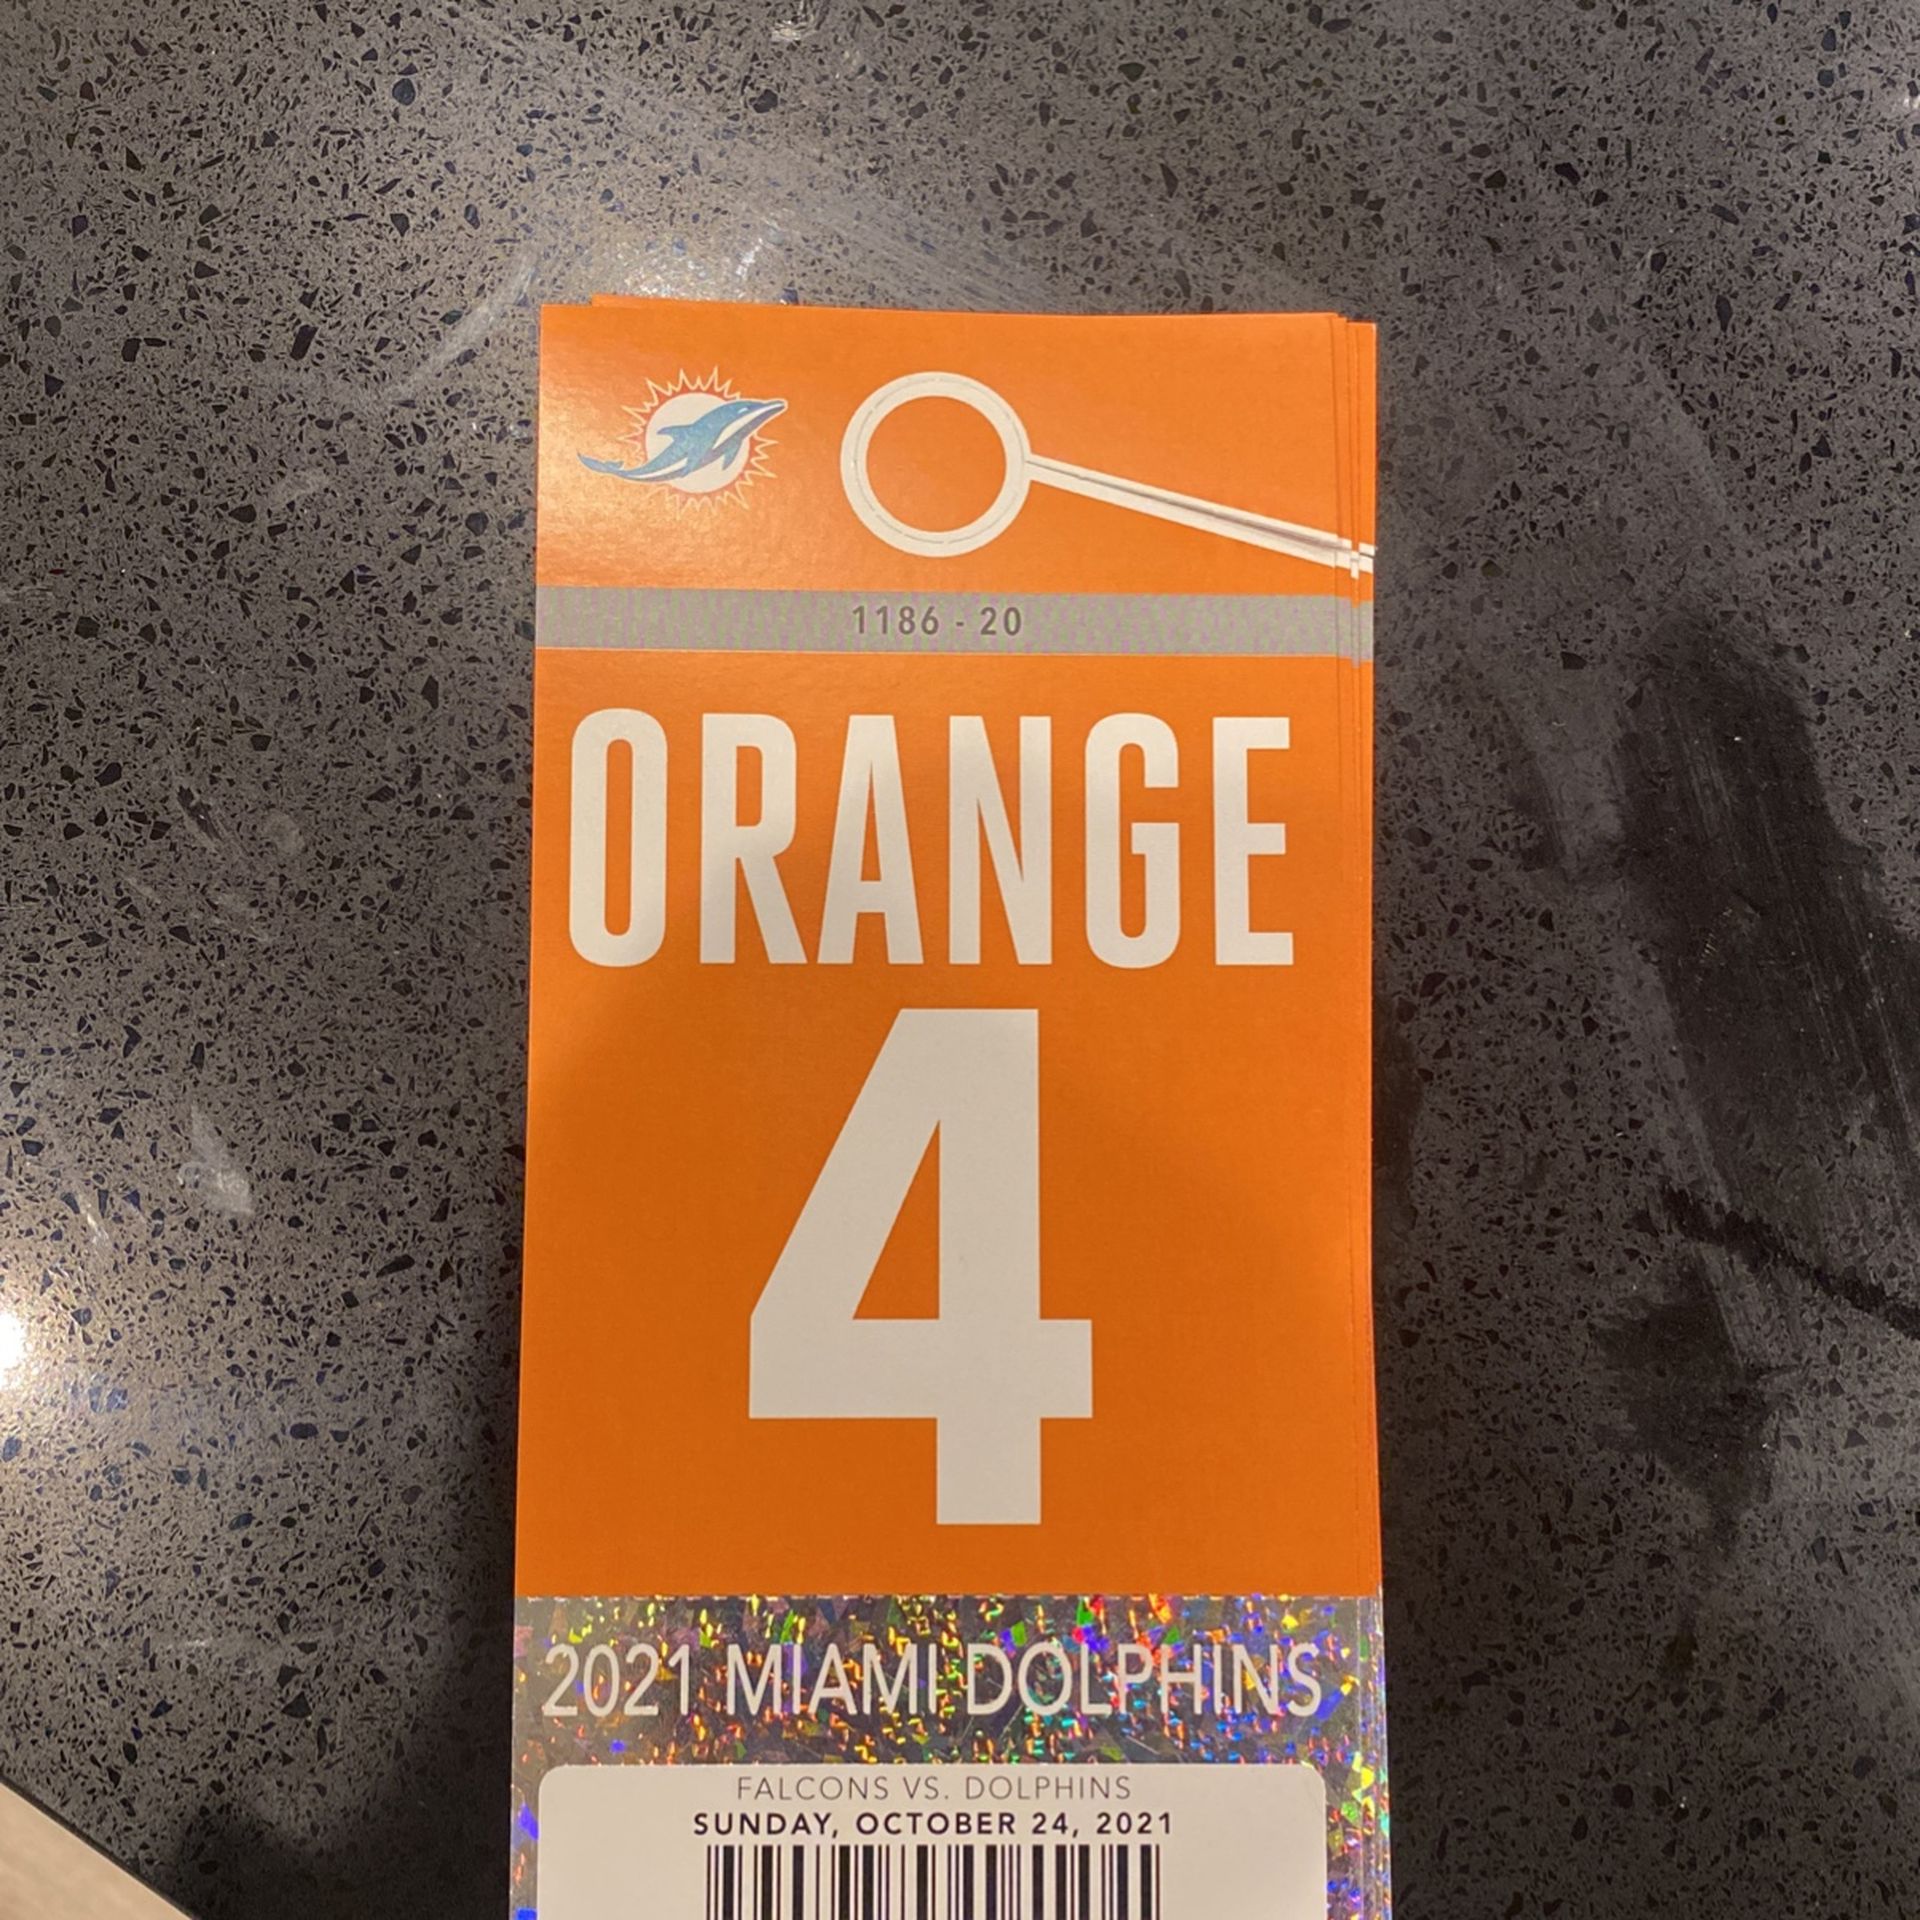 1186 - 20
ORANGE
4
2021 MIAMI DOLPHINS
FALCONS VS. DOLPHINS
SUNDAY, OCTOBER 24, 2021